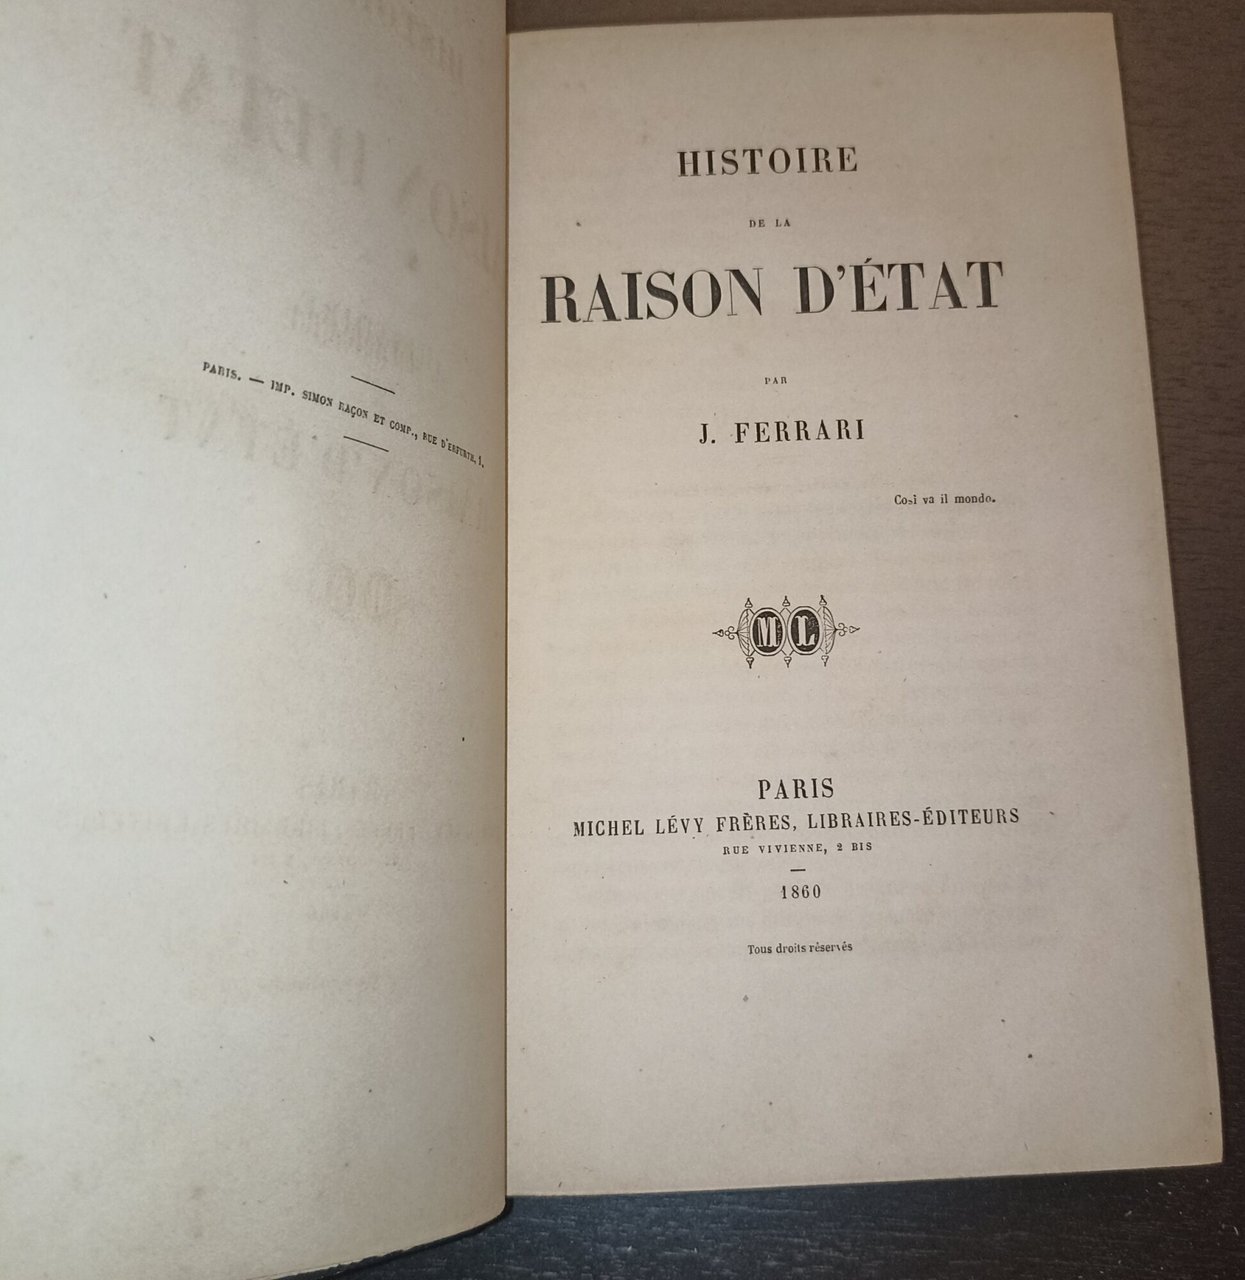 PARIS. — IMP. SIMON RAÇON ET COMP., RUE D'ERFURTH, 1.
HISTOIRE
DE LA
RAISON D'ÉTAT
PAR
J. FERRARI
Così va il mondo.
ML
PARIS
MICHEL LÉVY FRÈRES, LIBRAIRES-ÉDITEURS
RUE VIVIENNE, 2 BIS
1860
Tous droits réservés